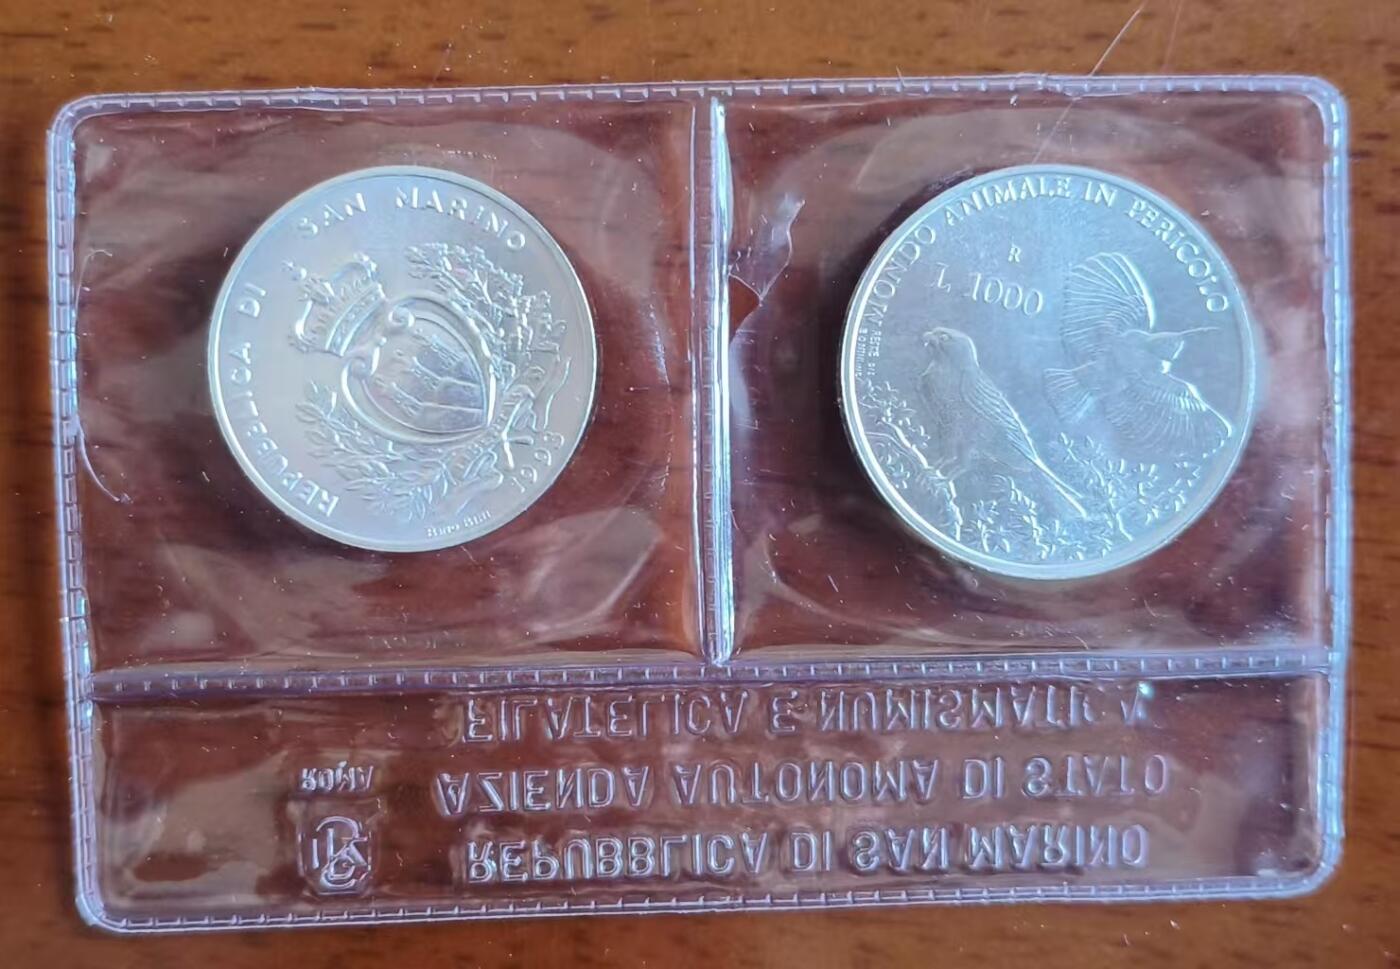 REPUBBLICA DI SAN MARINO
1993
MONDO ANIMALE IN PERICOLO
R
L. 1000
FILATELICA E NUMISMATICA
AZIENDA AUTONOMA DI STATO
ROMA
REPUBBLICA DI SAN MARINO